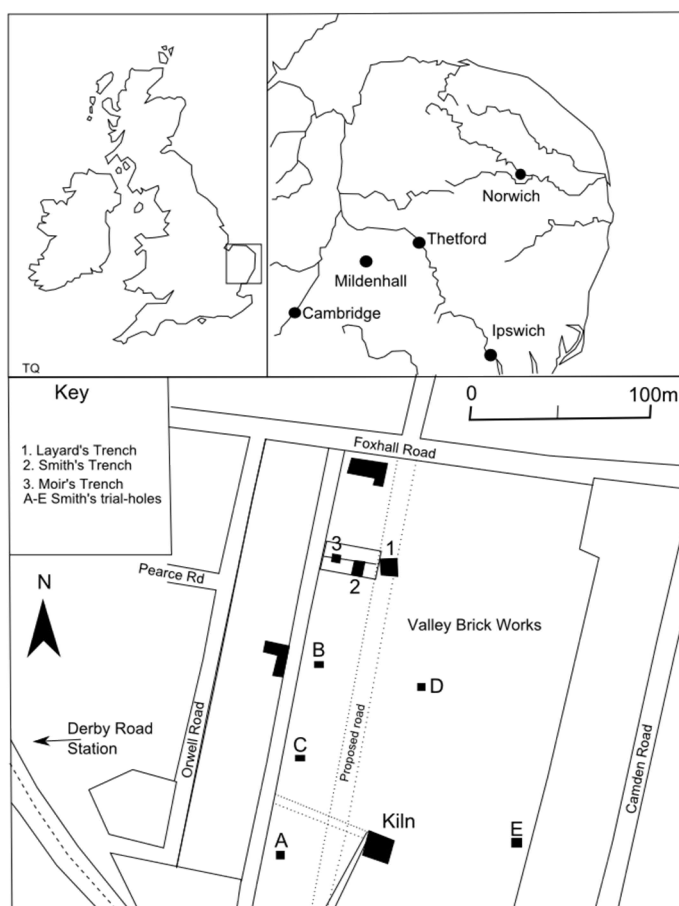 Norwich
Thetford
Mildenhall
Cambridge
Ipswich
TQ
Key
1. Layard's Trench
2. Smith's Trench
3. Moir's Trench
A-E Smith's trial-holes
0 100m
Foxhall Road
3
1
2
Pearce Rd
N
Valley Brick Works
B
D
Derby Road
Station
Orwell Road
C
Proposed road
Camden Road
Kiln
A
E